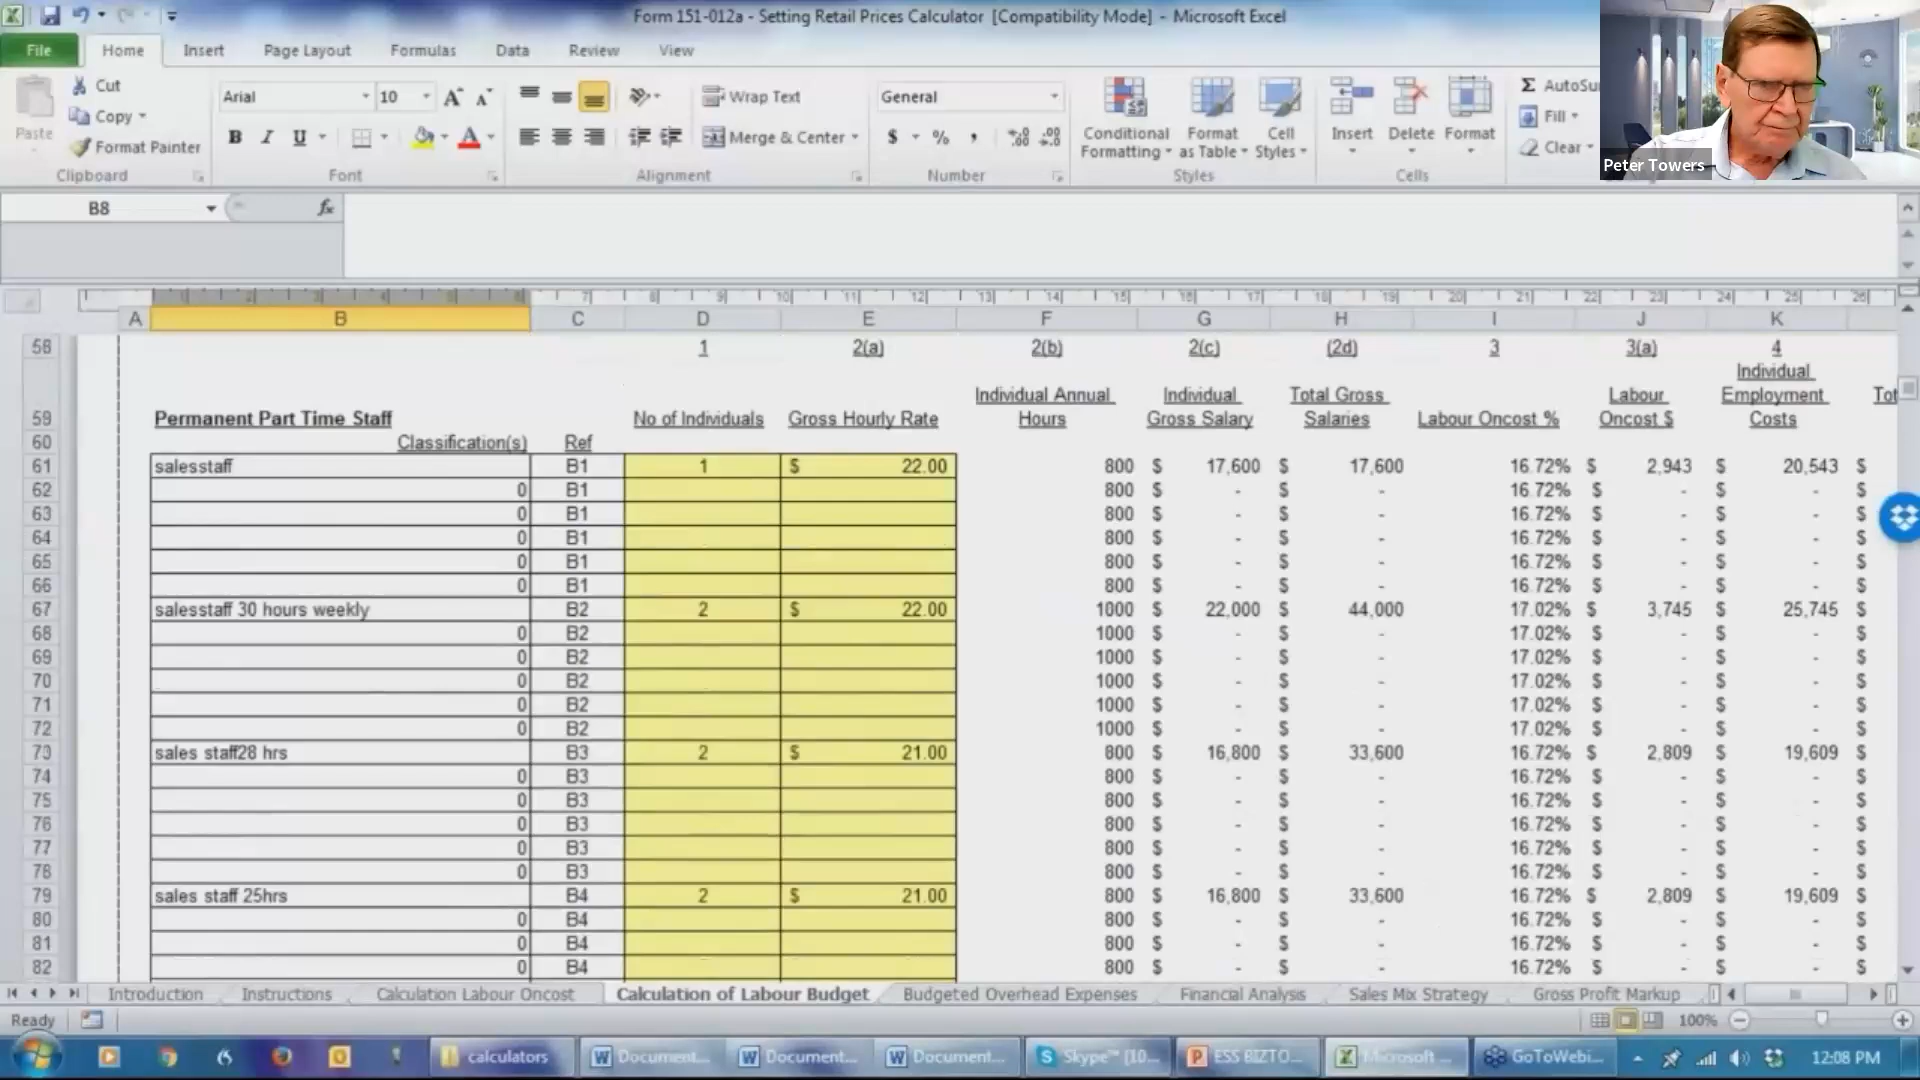 Form 151-012a - Setting Retail Prices Calculator [Compatibility Mode] - Microsoft Excel
File Home Insert Page Layout Formulas Data Review View
Paste Cut Copy Format Painter Clipboard
Arial 10 B I U Font
Wrap Text Merge & Center Alignment
General $ % , Number
Conditional Formatting Format as Table Cell Styles Styles
Insert Delete Format Cells
Σ AutoSu Fill Clear
Peter Towers
B8 fx
A B C D E F G H I J K
58 1 2(a) 2(b) 2(c) (2d) 3 3(a) 4
59 Permanent Part Time Staff No of Individuals Gross Hourly Rate Individual Annual Hours Individual Gross Salary Total Gross Salaries Labour Oncost % Labour Oncost $ Individual Employment Costs Tot
60 Classification(s) Ref
61 salesstaff B1 1 $ 22.00 800 $ 17,600 $ 17,600 16.72% $ 2,943 $ 20,543 $
62 0 B1 800 $ - $ - 16.72% $ - $ - $
63 0 B1 800 $ - $ - 16.72% $ - $ - $
64 0 B1 800 $ - $ - 16.72% $ - $ - $
65 0 B1 800 $ - $ - 16.72% $ - $ - $
66 0 B1 800 $ - $ - 16.72% $ - $ - $
67 salesstaff 30 hours weekly B2 2 $ 22.00 1000 $ 22,000 $ 44,000 17.02% $ 3,745 $ 25,745 $
68 0 B2 1000 $ - $ - 17.02% $ - $ - $
69 0 B2 1000 $ - $ - 17.02% $ - $ - $
70 0 B2 1000 $ - $ - 17.02% $ - $ - $
71 0 B2 1000 $ - $ - 17.02% $ - $ - $
72 0 B2 1000 $ - $ - 17.02% $ - $ - $
73 sales staff28 hrs B3 2 $ 21.00 800 $ 16,800 $ 33,600 16.72% $ 2,809 $ 19,609 $
74 0 B3 800 $ - $ - 16.72% $ - $ - $
75 0 B3 800 $ - $ - 16.72% $ - $ - $
76 0 B3 800 $ - $ - 16.72% $ - $ - $
77 0 B3 800 $ - $ - 16.72% $ - $ - $
78 0 B3 800 $ - $ - 16.72% $ - $ - $
79 sales staff 25hrs B4 2 $ 21.00 800 $ 16,800 $ 33,600 16.72% $ 2,809 $ 19,609 $
80 0 B4 800 $ - $ - 16.72% $ - $ - $
81 0 B4 800 $ - $ - 16.72% $ - $ - $
82 0 B4 800 $ - $ - 16.72% $ - $ - $
Introduction Instructions Calculation Labour Oncost Calculation of Labour Budget Budgeted Overhead Expenses Financial Analysis Sales Mix Strategy Gross Profit Markup
Ready 100%
calculators Document... Document... Document... Skype™ [10... ESS BIZTO... Microsoft ... GoToWebi... 12:08 PM